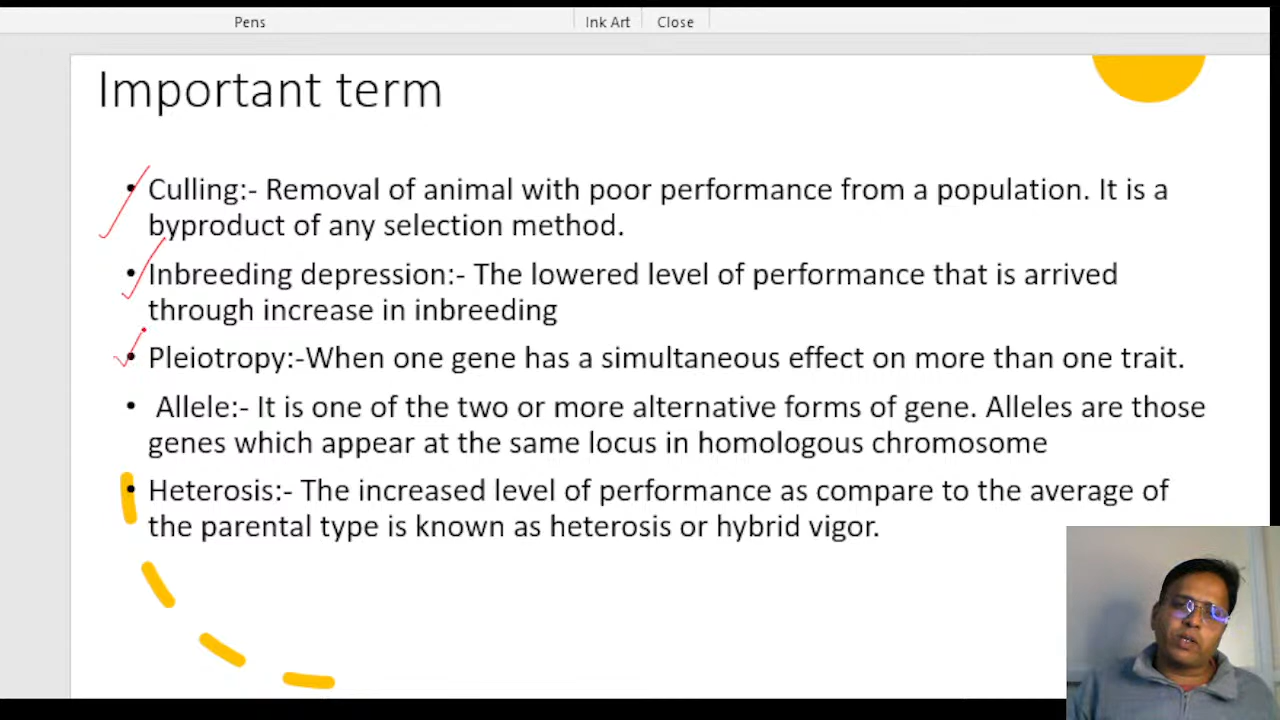 Pens
Ink Art
Close
Important term
• Culling:- Removal of animal with poor performance from a population. It is a
byproduct of any selection method.
• Inbreeding depression:- The lowered level of performance that is arrived
through increase in inbreeding
• Pleiotropy:-When one gene has a simultaneous effect on more than one trait.
• Allele:- It is one of the two or more alternative forms of gene. Alleles are those
genes which appear at the same locus in homologous chromosome
• Heterosis:- The increased level of performance as compare to the average of
the parental type is known as heterosis or hybrid vigor.